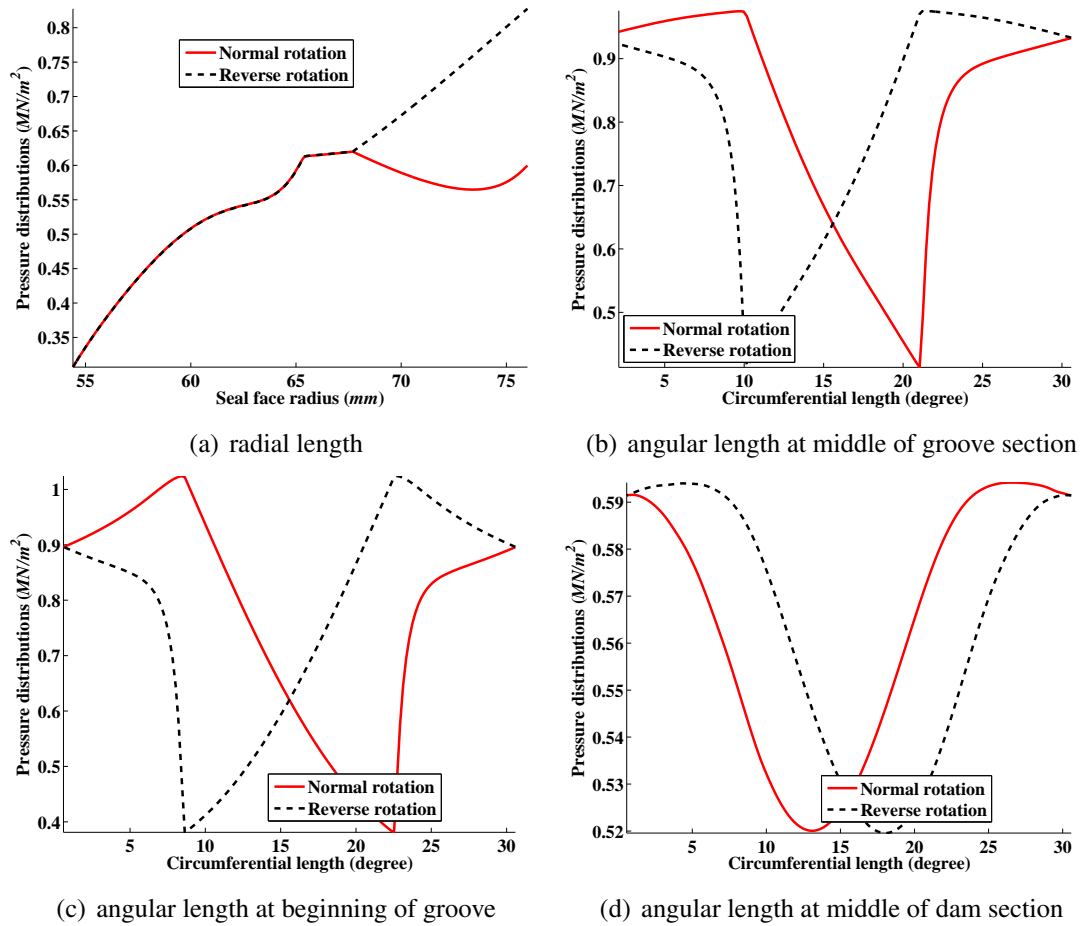 Pressure distributions (MN/m²)
0.8
0.75
0.7
0.65
0.6
0.55
0.5
0.45
0.4
0.35
Normal rotation
Reverse rotation
55 60 65 70 75
Seal face radius (mm)
(a) radial length
Pressure distributions (MN/m²)
0.9
0.8
0.7
0.6
0.5
Normal rotation
Reverse rotation
5 10 15 20 25 30
Circumferential length (degree)
(b) angular length at middle of groove section
Pressure distributions (MN/m²)
1
0.9
0.8
0.7
0.6
0.5
0.4
Normal rotation
Reverse rotation
5 10 15 20 25 30
Circumferential length (degree)
(c) angular length at beginning of groove
Pressure distributions (MN/m²)
0.59
0.58
0.57
0.56
0.55
0.54
0.53
0.52
Normal rotation
Reverse rotation
5 10 15 20 25 30
Circumferential length (degree)
(d) angular length at middle of dam section